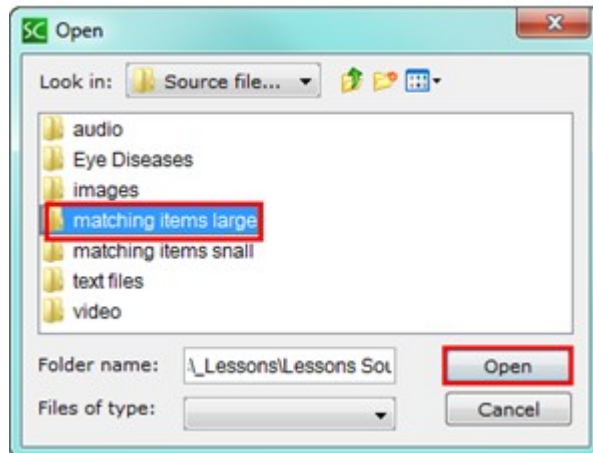 SC Open
Look in: Source file...
audio
Eye Diseases
images
matching items large
matching items snall
text files
video
Folder name: .\_Lessons\Lessons Sou Open
Files of type: Cancel